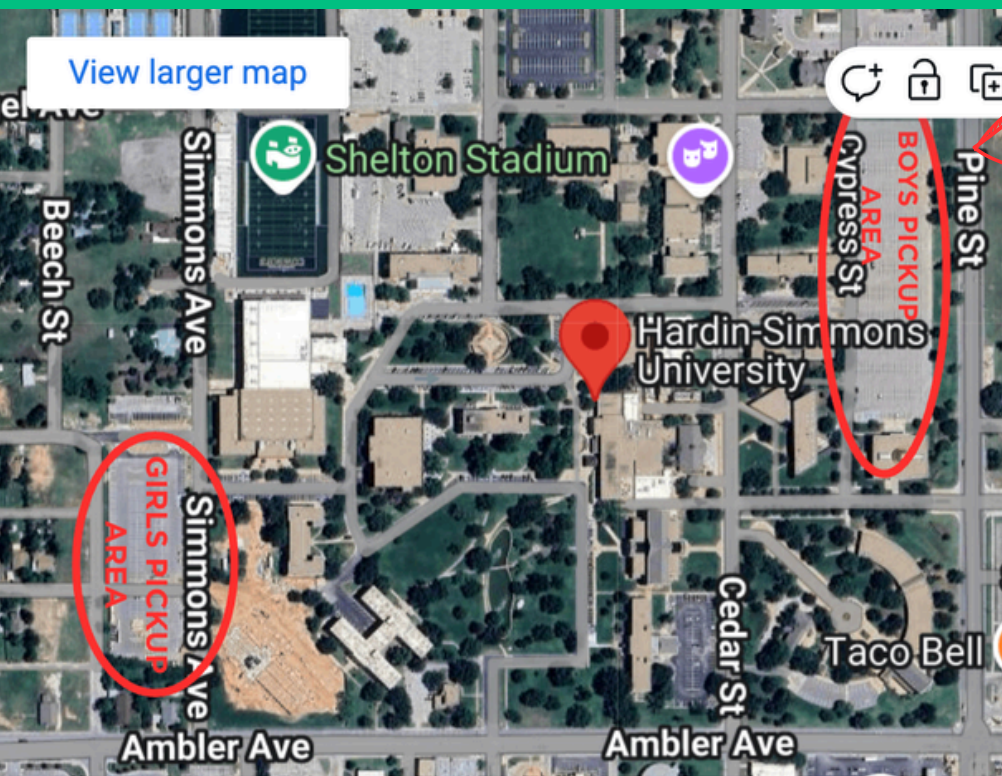 View larger map
el Ave
Simmons Ave
Shelton Stadium
Beech St
COWBOYS
Cypress St
BOYS PICKUP
AREA
Pine St
Hardin-Simmons
University
GIRLS PICKUP
AREA
Simmons Ave
Cedar St
Taco Bell
Ambler Ave
Ambler Ave